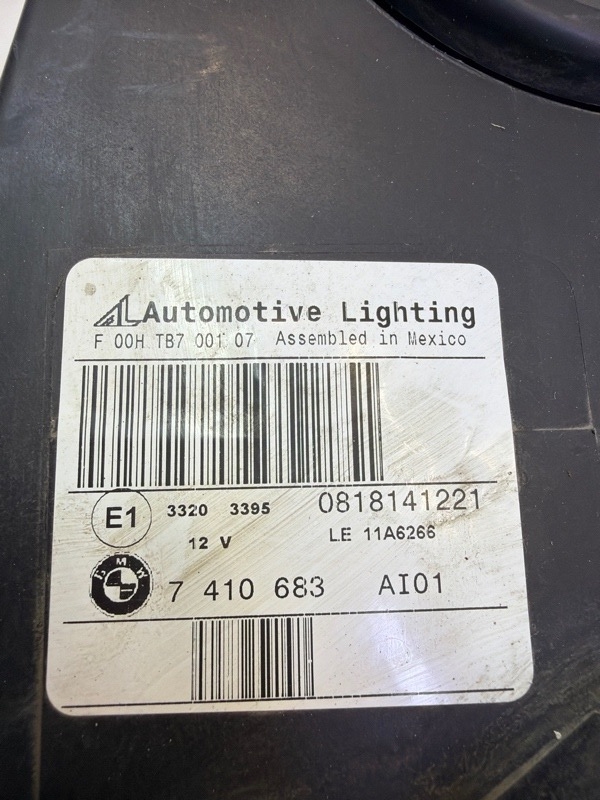 AL Automotive Lighting
F 00H TB7 001 07 Assembled in Mexico
E1 3320 3395 0818141221
12 V LE 11A6266
BMW 7 410 683 AI01